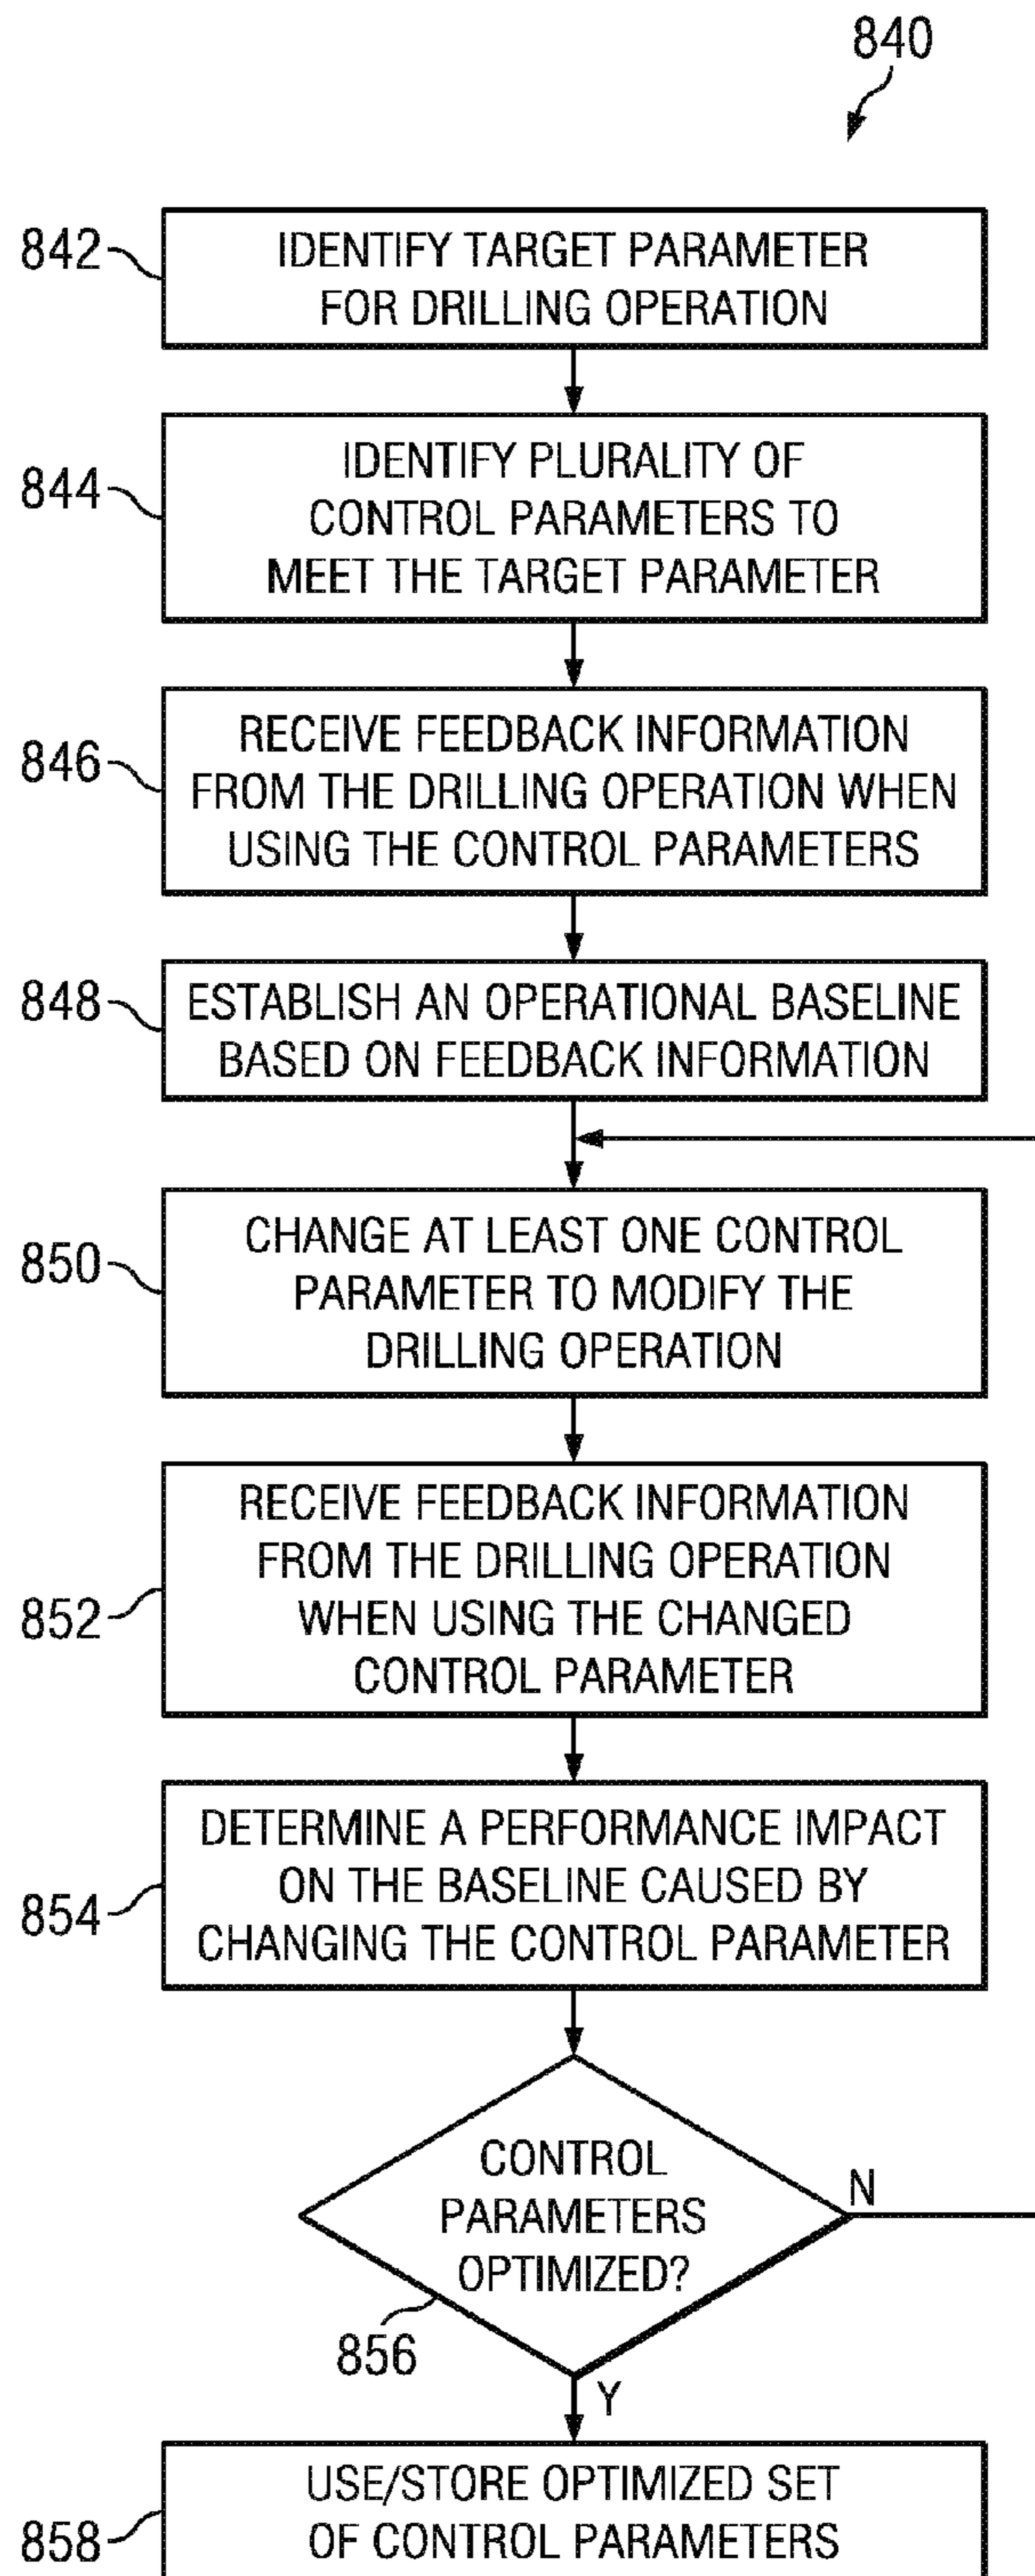 840
842
IDENTIFY TARGET PARAMETER
FOR DRILLING OPERATION
844
IDENTIFY PLURALITY OF
CONTROL PARAMETERS TO
MEET THE TARGET PARAMETER
846
RECEIVE FEEDBACK INFORMATION
FROM THE DRILLING OPERATION WHEN
USING THE CONTROL PARAMETERS
848
ESTABLISH AN OPERATIONAL BASELINE
BASED ON FEEDBACK INFORMATION
850
CHANGE AT LEAST ONE CONTROL
PARAMETER TO MODIFY THE
DRILLING OPERATION
852
RECEIVE FEEDBACK INFORMATION
FROM THE DRILLING OPERATION
WHEN USING THE CHANGED
CONTROL PARAMETER
854
DETERMINE A PERFORMANCE IMPACT
ON THE BASELINE CAUSED BY
CHANGING THE CONTROL PARAMETER
CONTROL
PARAMETERS
OPTIMIZED?
N
856
Y
858
USE/STORE OPTIMIZED SET
OF CONTROL PARAMETERS